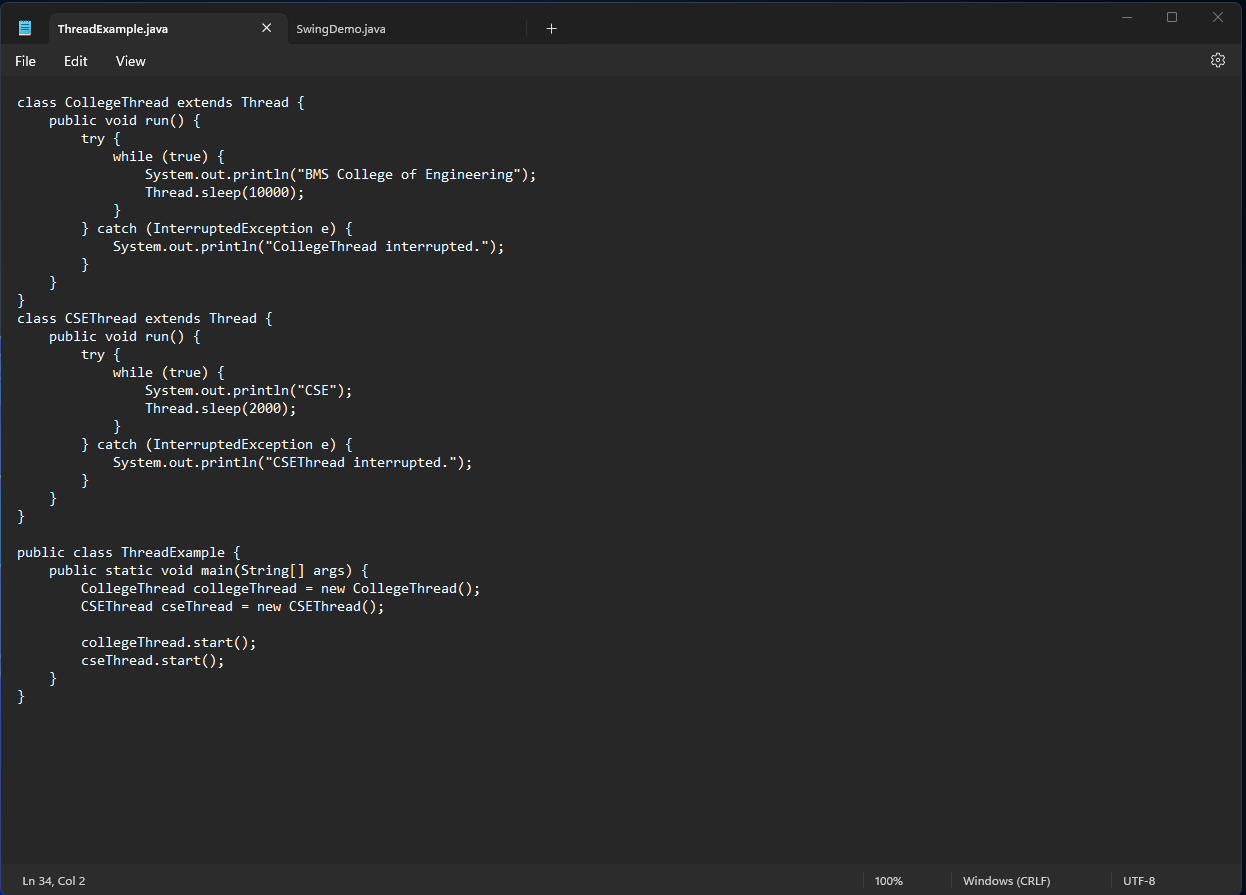 ThreadExample.java SwingDemo.java
File Edit View
class CollegeThread extends Thread {
    public void run() {
        try {
            while (true) {
                System.out.println("BMS College of Engineering");
                Thread.sleep(10000);
            }
        } catch (InterruptedException e) {
            System.out.println("CollegeThread interrupted.");
        }
    }
}
class CSEThread extends Thread {
    public void run() {
        try {
            while (true) {
                System.out.println("CSE");
                Thread.sleep(2000);
            }
        } catch (InterruptedException e) {
            System.out.println("CSEThread interrupted.");
        }
    }
}

public class ThreadExample {
    public static void main(String[] args) {
        CollegeThread collegeThread = new CollegeThread();
        CSEThread cseThread = new CSEThread();

        collegeThread.start();
        cseThread.start();
    }
}
Ln 34, Col 2 100% Windows (CRLF) UTF-8